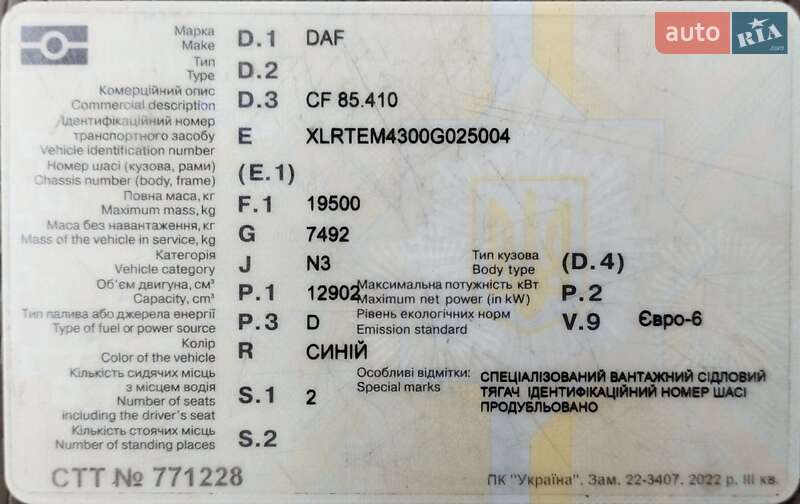 auto RIA .com
Марка
Make D.1 DAF
Тип
Type D.2
Комерційний опис
Commercial description D.3 CF 85.410
Ідентифікаційний номер
транспортного засобу
Vehicle identification number E XLRTEM4300G025004
Номер шасі (кузова, рами)
Chassis number (body, frame) (E.1)
Повна маса, кг
Maximum mass, kg F.1 19500
Маса без навантаження, кг
Mass of the vehicle in service, kg G 7492
Категорія
Vehicle category J N3
Тип кузова
Body type (D.4)
Об'єм двигуна, см³
Capacity, cm³ P.1 12902
Максимальна потужність кВт
Maximum net power (in kW) P.2
Тип палива або джерела енергії
Type of fuel or power source P.3 D
Рівень екологічних норм
Emission standard V.9 Євро-6
Колір
Color of the vehicle R СИНІЙ
Кількість сидячих місць
з місцем водія
Number of seats
including the driver's seat S.1 2
Особливі відмітки:
Special marks
СПЕЦІАЛІЗОВАНИЙ ВАНТАЖНИЙ СІДЛОВИЙ
ТЯГАЧ ІДЕНТИФІКАЦІЙНИЙ НОМЕР ШАСІ
ПРОДУБЛЬОВАНО
Кількість стоячих місць
Number of standing places S.2
СТТ № 771228
ПК "Україна". Зам. 22-3407. 2022 р. III кв.